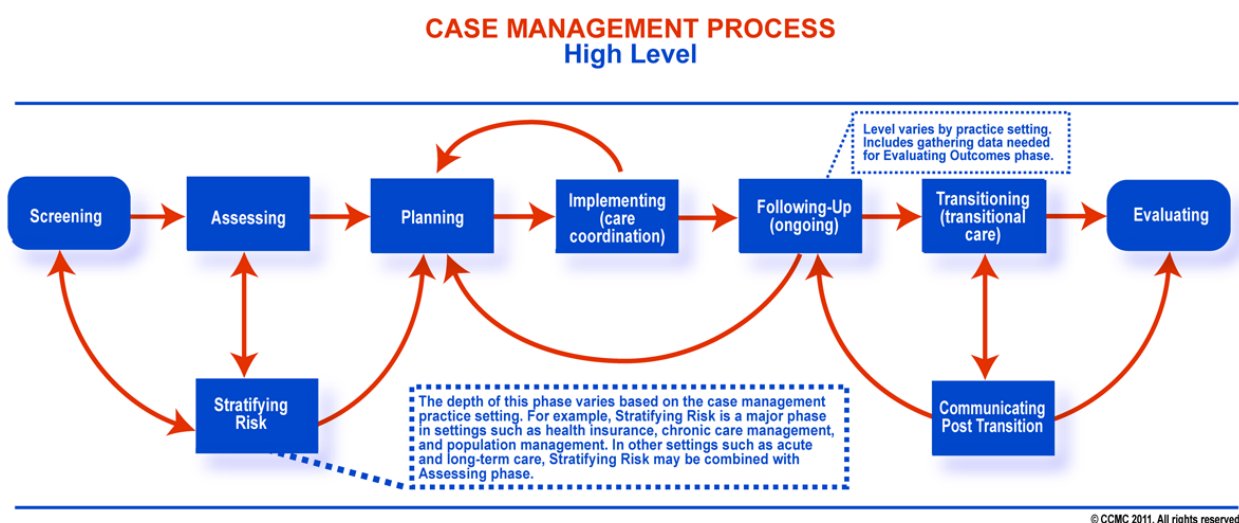 CASE MANAGEMENT PROCESS
High Level
Level varies by practice setting.
Includes gathering data needed
for Evaluating Outcomes phase.
Screening
Assessing
Planning
Implementing
(care
coordination)
Following-Up
(ongoing)
Transitioning
(transitional
care)
Evaluating
Stratifying
Risk
The depth of this phase varies based on the case management
practice setting. For example, Stratifying Risk is a major phase
in settings such as health insurance, chronic care management,
and population management. In other settings such as acute
and long-term care, Stratifying Risk may be combined with
Assessing phase.
Communicating
Post Transition
© CCMC 2011. All rights reserved